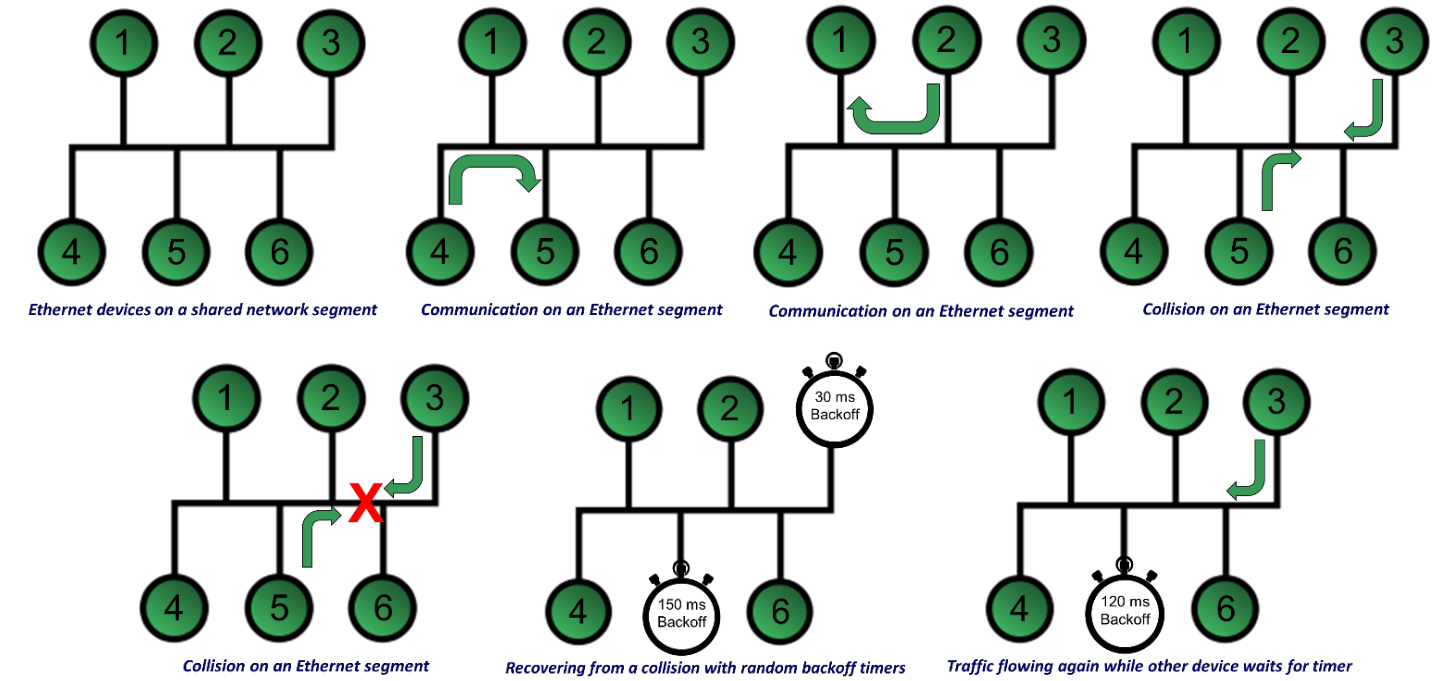 1 2 3
4 5 6
Ethernet devices on a shared network segment
1 2 3
4 5 6
Communication on an Ethernet segment
1 2 3
4 5 6
Communication on an Ethernet segment
1 2 3
4 5 6
Collision on an Ethernet segment
1 2 3
X
4 5 6
Collision on an Ethernet segment
1 2
30 ms
Backoff
4
150 ms
Backoff
6
Recovering from a collision with random backoff timers
1 2 3
4
120 ms
Backoff
6
Traffic flowing again while other device waits for timer